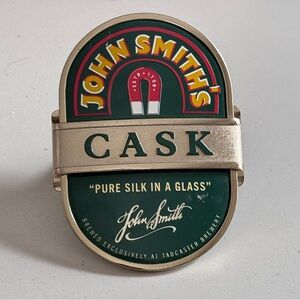 JOHN SMITH'S
ESTD 1758
CASK
"PURE SILK IN A GLASS"
John Smith
BREWED EXCLUSIVELY AT TADCASTER BREWERY